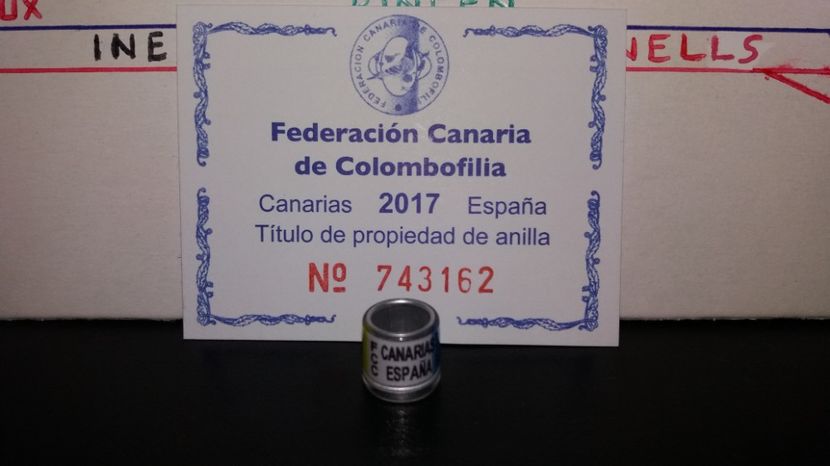 UX
INE
NELLS
FEDERACION CANARIA DE COLOMBOFILIA
Federación Canaria
de Colombofilia
Canarias 2017 España
Título de propiedad de anilla
Nº 743162
FCC
CANARIAS
ESPAÑA